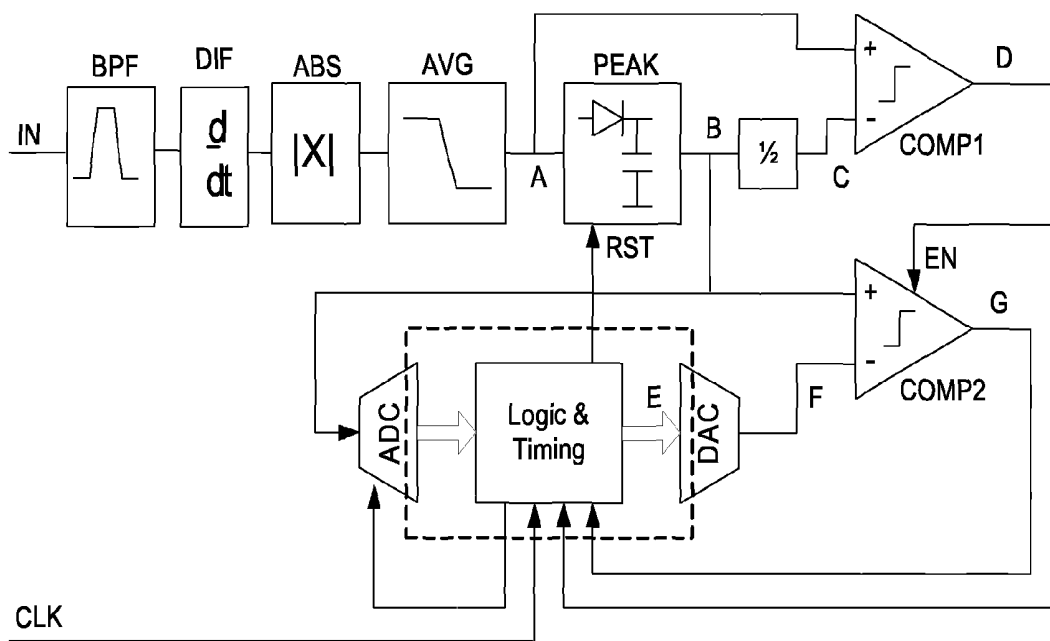 BPF
DIF
ABS
AVG
PEAK
D
IN
d
dt
|X|
A
B
½
C
+
-
COMP1
RST
EN
+
-
G
COMP2
ADC
Logic &
Timing
E
DAC
F
CLK